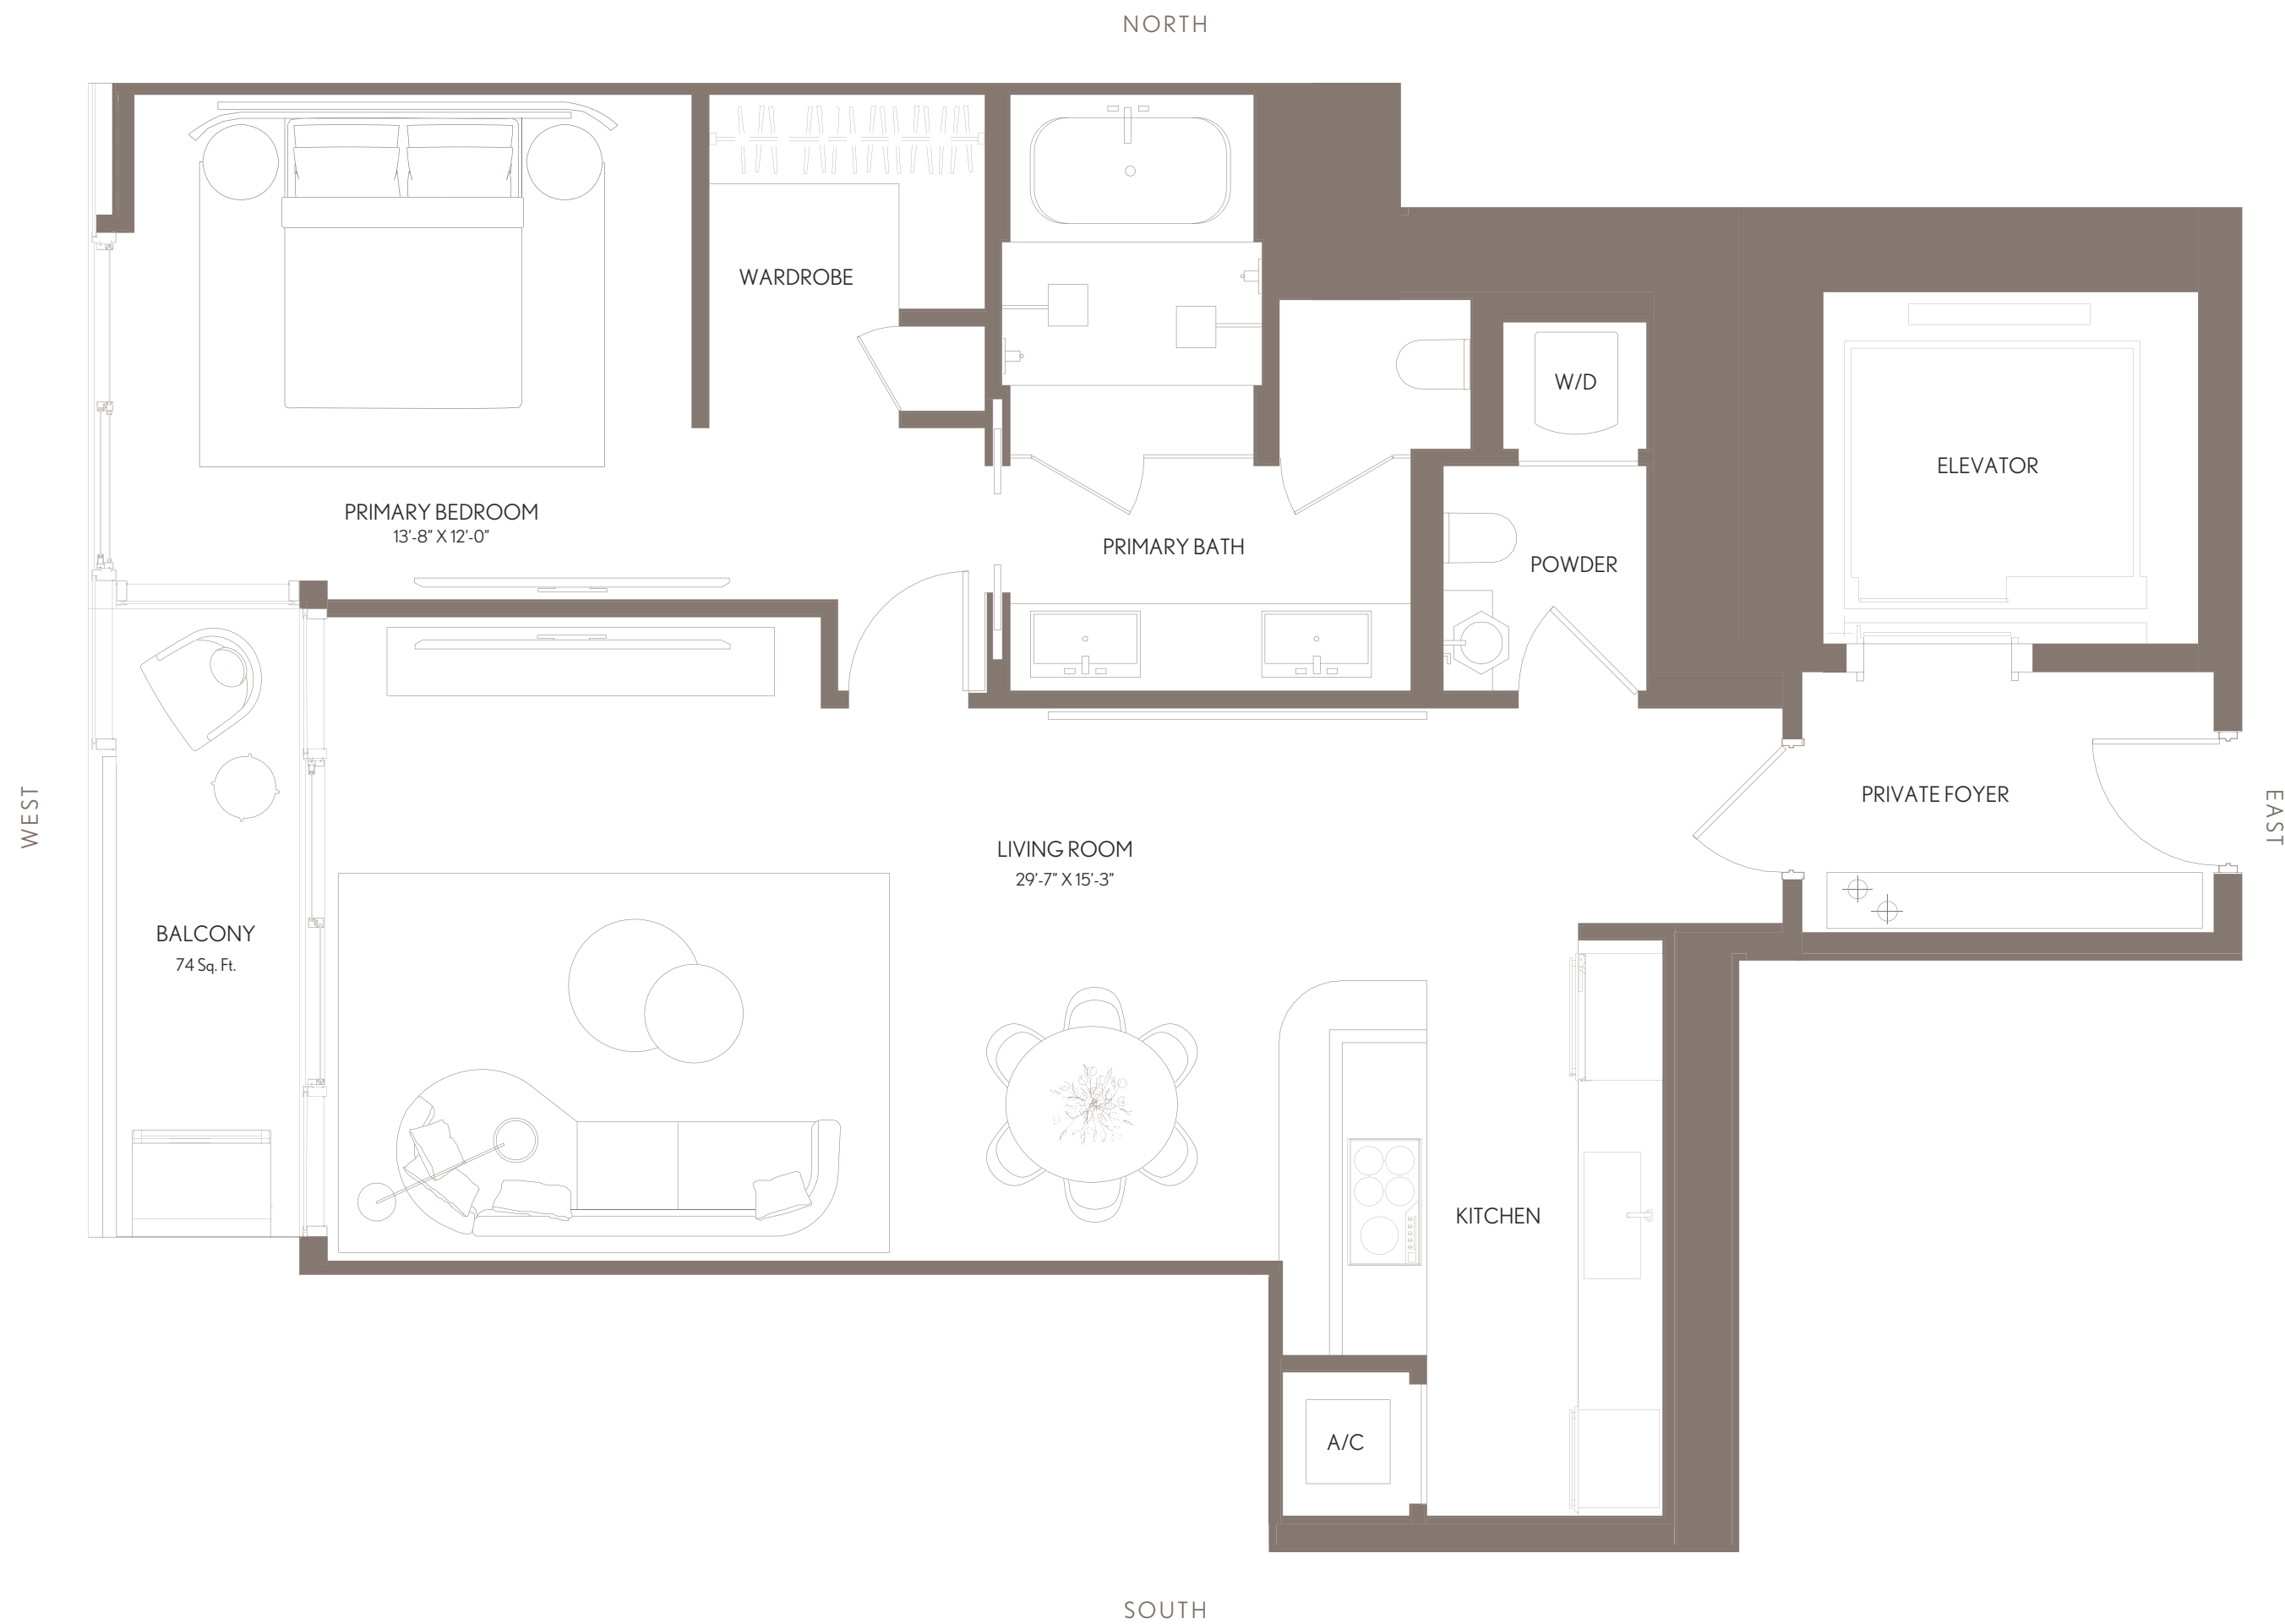 NORTH
WARDROBE
W/D
ELEVATOR
PRIMARY BEDROOM
13'-8" X 12'-0"
PRIMARY BATH
POWDER
WEST
PRIVATE FOYER
EAST
LIVING ROOM
29'-7" X 15'-3"
BALCONY
74 Sq. Ft.
KITCHEN
A/C
SOUTH